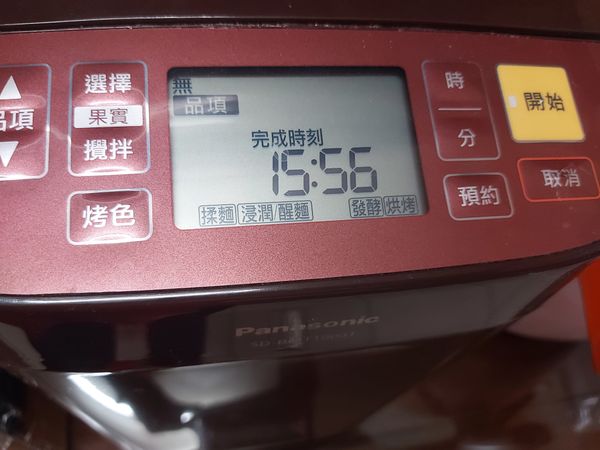 ▲
品項
▼
選擇
果實
攪拌
烤色
無
品項
完成時刻
15:56
揉麵 浸潤/醒麵 發酵 烘烤
時
分
預約
開始
取消
Panasonic